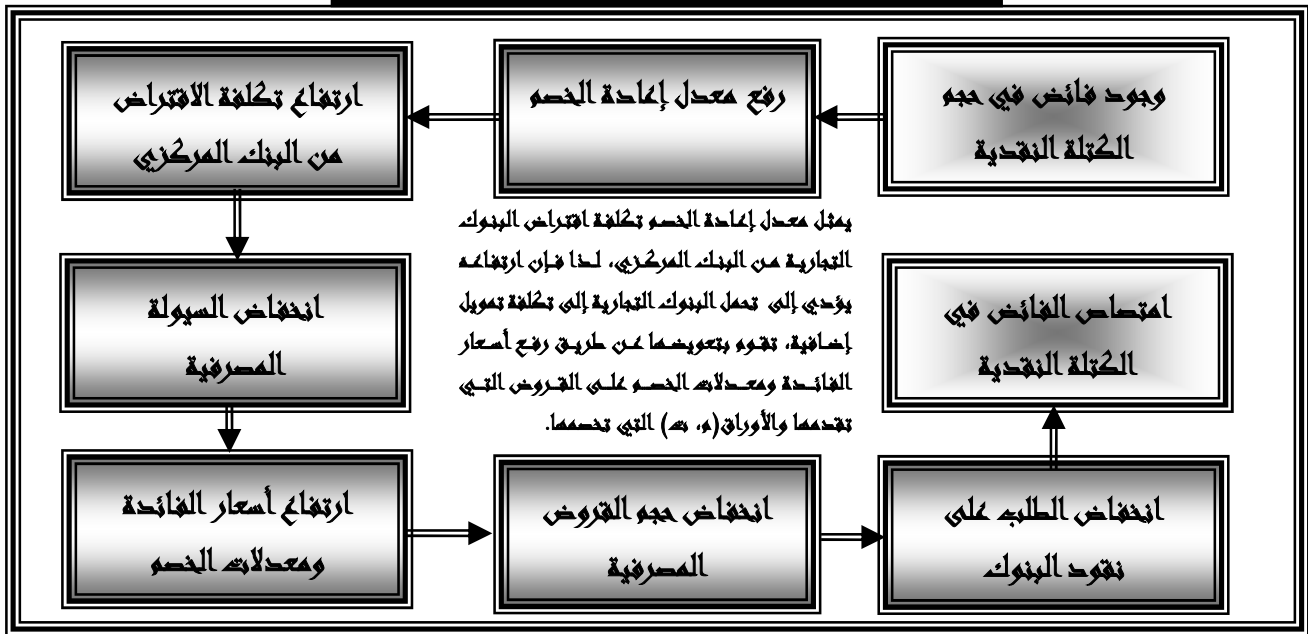 وجود فائض في حجم
الكتلة النقدية
رفع معدل إعادة الخصم
ارتفاع تكلفة الاقتراض
من البنك المركزي
يمثل معدل إعادة الخصم تكلفة اقتراض البنوك
التجارية من البنك المركزي، لذا فإن ارتفاعه
يؤدي إلى تحمل البنوك التجارية إلى تكلفة تمويل
إضافية، تقوم بتعويضها عن طريق رفع أسعار
الفائدة ومعدلات الخصم على القروض التي
تقدمها والأوراق(م، ت) التي تخصمها.
انخفاض السيولة
المصرفية
ارتفاع أسعار الفائدة
ومعدلات الخصم
انخفاض حجم القروض
المصرفية
انخفاض الطلب على
نقود البنوك
امتصاص الفائض في
الكتلة النقدية